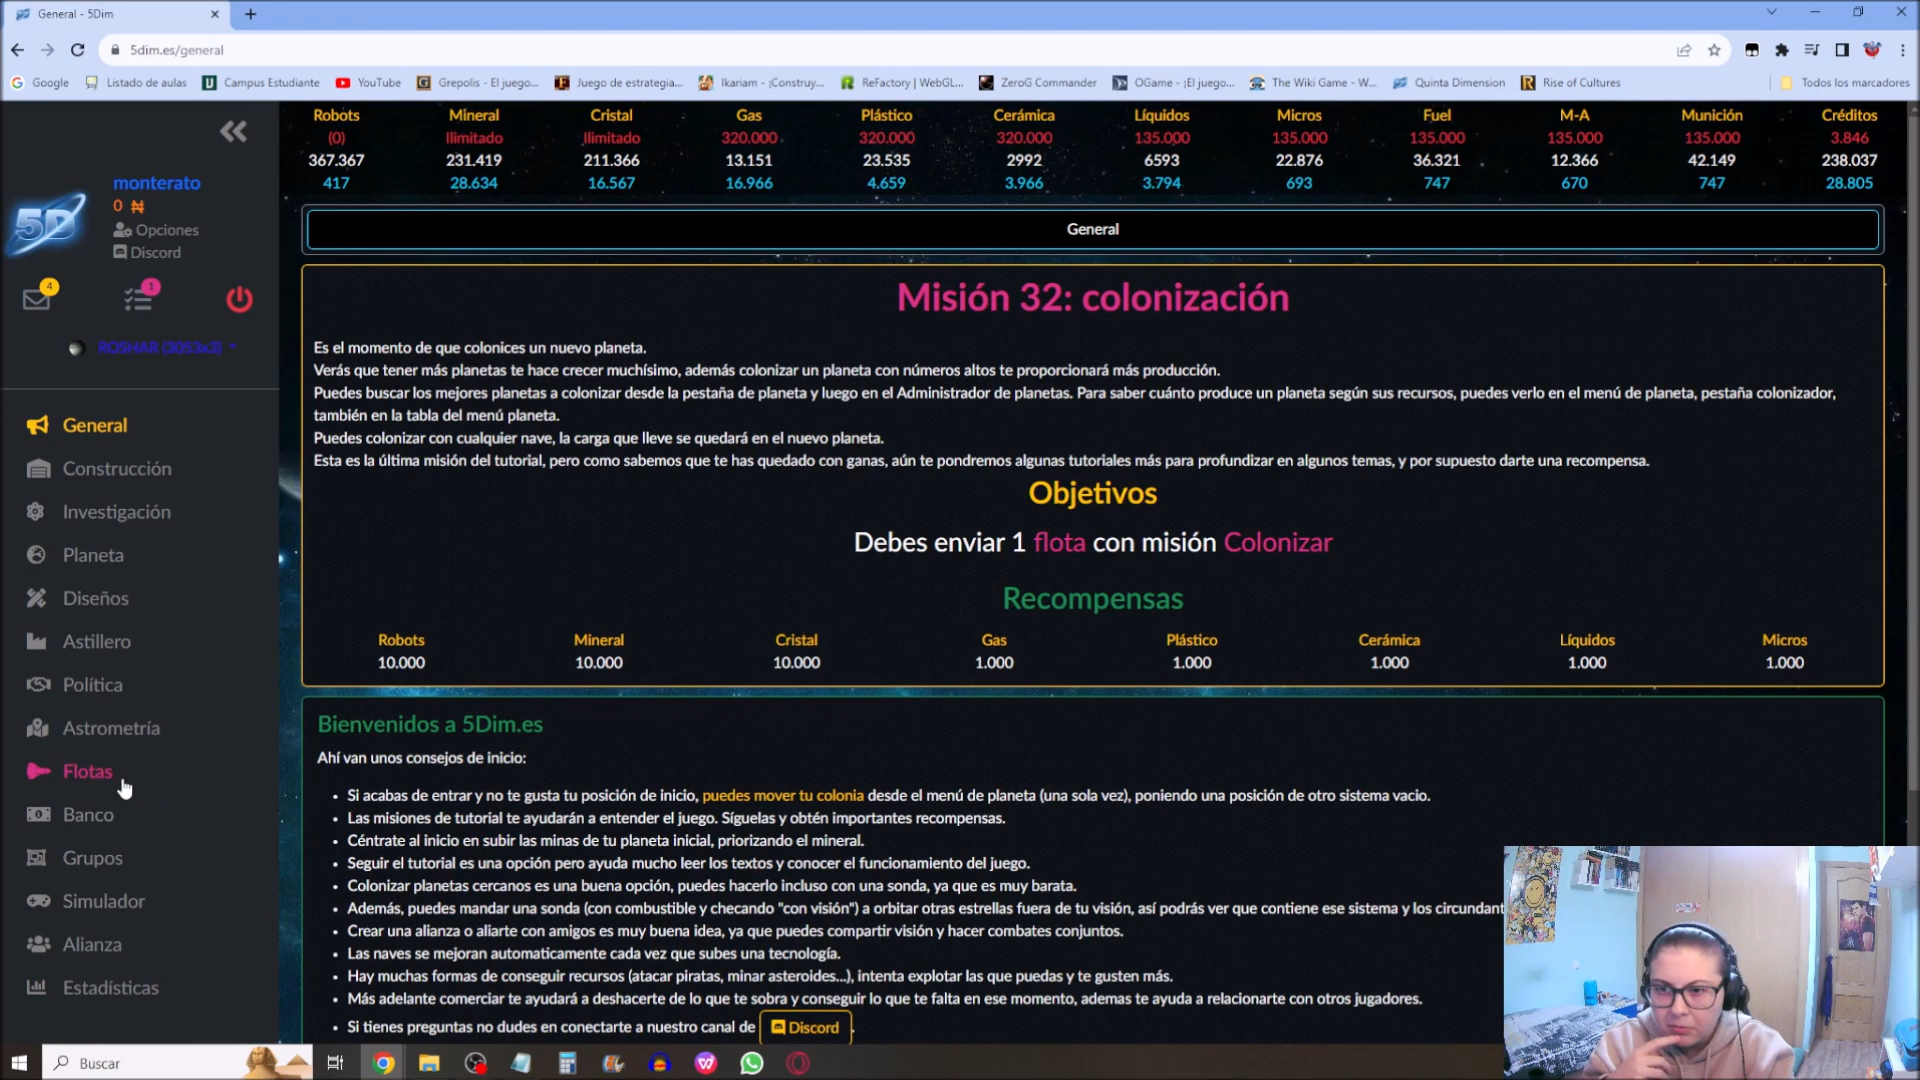 General - 5Dim
5dim.es/general
Google
Listado de aulas
Campus Estudiante
YouTube
Grepolis - El juego...
Juego de estrategia...
Ikariam - ¡Construy...
ReFactory | WebGL...
ZeroG Commander
OGame - ¡El juego...
The Wiki Game - W...
Quinta Dimension
Rise of Cultures
Todos los marcadores
Robots Mineral Cristal Gas Plástico Cerámica Líquidos Micros Fuel M-A Munición Créditos
(0) Ilimitado Ilimitado 320.000 320.000 320.000 135.000 135.000 135.000 135.000 135.000 3.846
367.367 231.419 211.366 13.151 23.535 2992 6593 22.876 36.321 12.366 42.149 238.037
417 28.634 16.567 16.966 4.659 3.966 3.794 693 747 670 747 28.805
5D
monterato
0
Opciones
Discord
4
1
ROSHAR (3053x3)
General
Construcción
Investigación
Planeta
Diseños
Astillero
Política
Astrometría
Flotas
Banco
Grupos
Simulador
Alianza
Estadísticas
General
Misión 32: colonización
Es el momento de que colonices un nuevo planeta.
Verás que tener más planetas te hace crecer muchísimo, además colonizar un planeta con números altos te proporcionará más producción.
Puedes buscar los mejores planetas a colonizar desde la pestaña de planeta y luego en el Administrador de planetas. Para saber cuánto produce un planeta según sus recursos, puedes verlo en el menú de planeta, pestaña colonizador,
también en la tabla del menú planeta.
Puedes colonizar con cualquier nave, la carga que lleve se quedará en el nuevo planeta.
Esta es la última misión del tutorial, pero como sabemos que te has quedado con ganas, aún te pondremos algunas tutoriales más para profundizar en algunos temas, y por supuesto darte una recompensa.
Objetivos
Debes enviar 1 flota con misión Colonizar
Recompensas
Robots Mineral Cristal Gas Plástico Cerámica Líquidos Micros
10.000 10.000 10.000 1.000 1.000 1.000 1.000 1.000
Bienvenidos a 5Dim.es
Ahí van unos consejos de inicio:
• Si acabas de entrar y no te gusta tu posición de inicio, puedes mover tu colonia desde el menú de planeta (una sola vez), poniendo una posición de otro sistema vacio.
• Las misiones de tutorial te ayudarán a entender el juego. Síguelas y obtén importantes recompensas.
• Céntrate al inicio en subir las minas de tu planeta inicial, priorizando el mineral.
• Seguir el tutorial es una opción pero ayuda mucho leer los textos y conocer el funcionamiento del juego.
• Colonizar planetas cercanos es una buena opción, puedes hacerlo incluso con una sonda, ya que es muy barata.
• Además, puedes mandar una sonda (con combustible y checando "con visión") a orbitar otras estrellas fuera de tu visión, así podrás ver que contiene ese sistema y los circundant
• Crear una alianza o aliarte con amigos es muy buena idea, ya que puedes compartir visión y hacer combates conjuntos.
• Las naves se mejoran automaticamente cada vez que subes una tecnología.
• Hay muchas formas de conseguir recursos (atacar piratas, minar asteroides...), intenta explotar las que puedas y te gusten más.
• Más adelante comerciar te ayudará a deshacerte de lo que te sobra y conseguir lo que te falta en ese momento, ademas te ayuda a relacionarte con otros jugadores.
• Si tienes preguntas no dudes en conectarte a nuestro canal de Discord .
Buscar